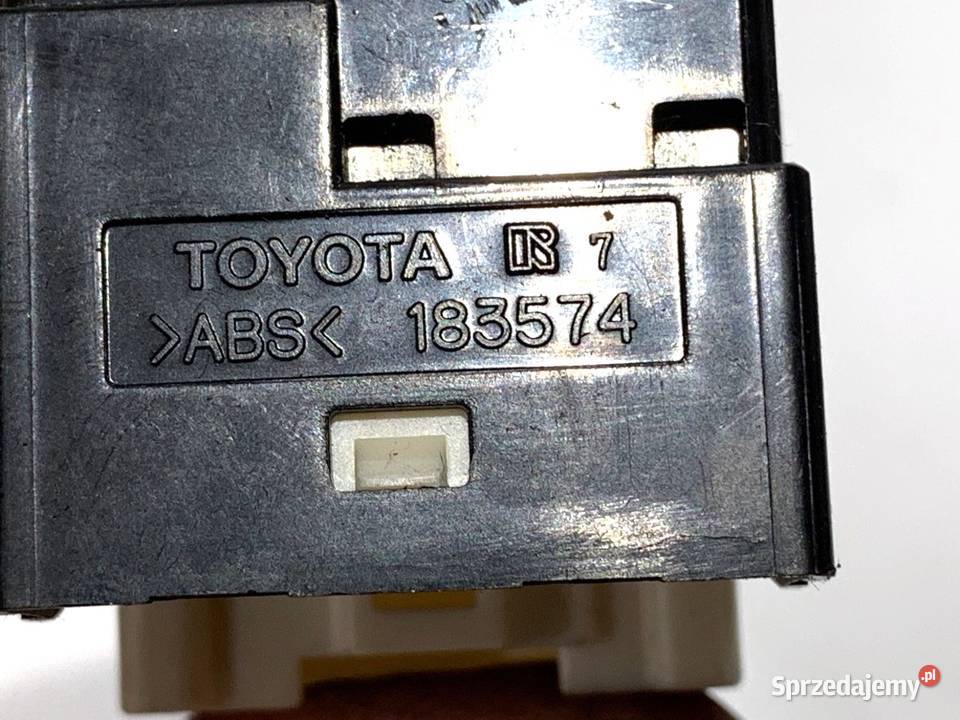 TOYOTA R 7
>ABS< 183574
Sprzedajemy.pl